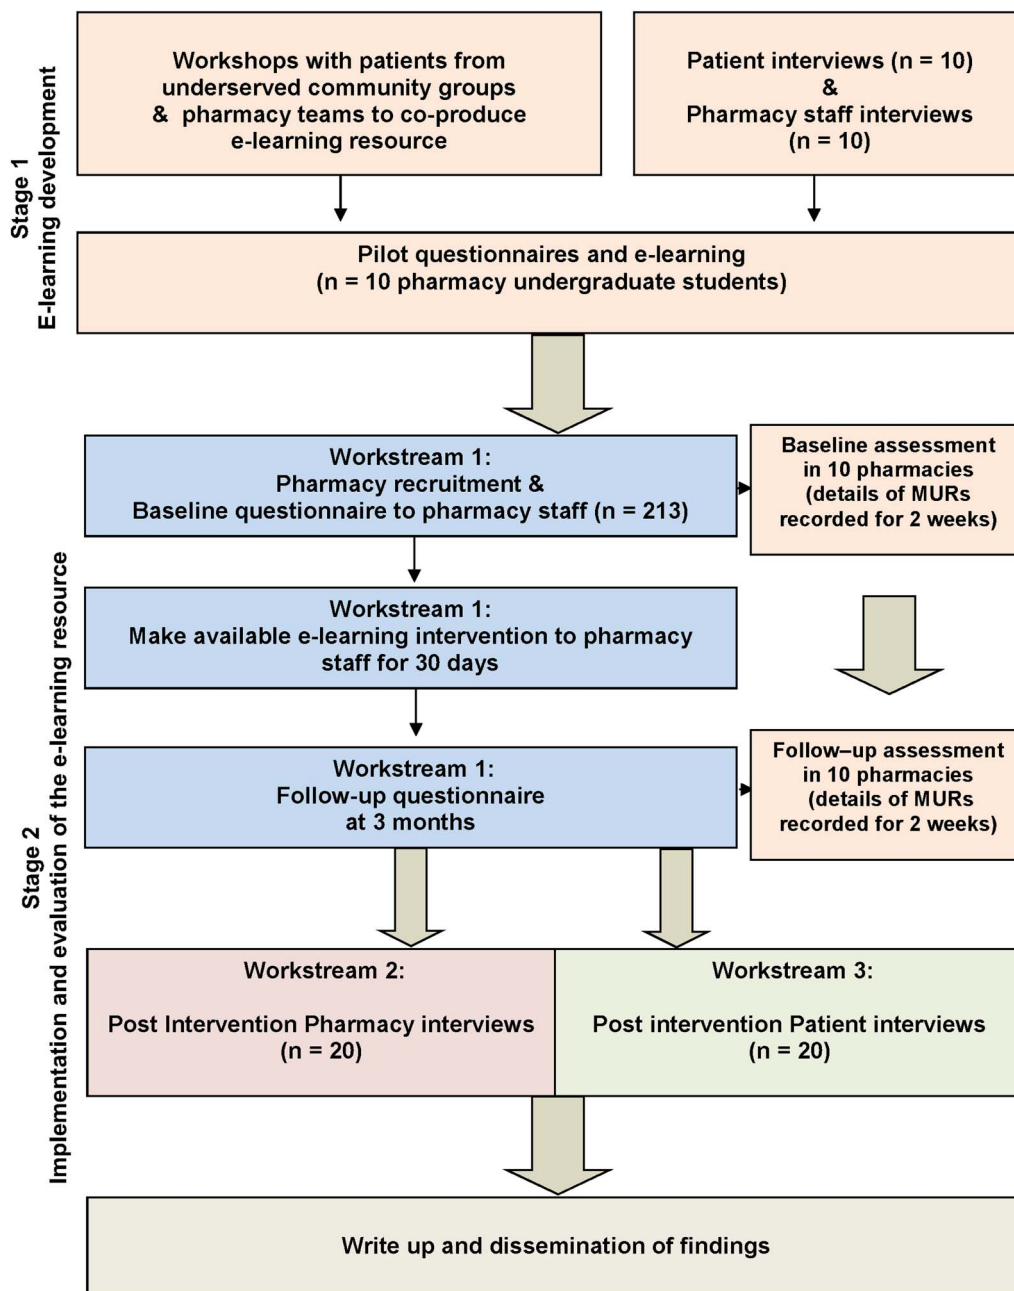 Stage 1
E-learning development
Workshops with patients from
underserved community groups
& pharmacy teams to co-produce
e-learning resource
Patient interviews (n = 10)
&
Pharmacy staff interviews
(n = 10)
Pilot questionnaires and e-learning
(n = 10 pharmacy undergraduate students)
Stage 2
Implementation and evaluation of the e-learning resource
Workstream 1:
Pharmacy recruitment &
Baseline questionnaire to pharmacy staff (n = 213)
Baseline assessment
in 10 pharmacies
(details of MURs
recorded for 2 weeks)
Workstream 1:
Make available e-learning intervention to pharmacy
staff for 30 days
Workstream 1:
Follow-up questionnaire
at 3 months
Follow–up assessment
in 10 pharmacies
(details of MURs
recorded for 2 weeks)
Workstream 2:
Post Intervention Pharmacy interviews
(n = 20)
Workstream 3:
Post intervention Patient interviews
(n = 20)
Write up and dissemination of findings